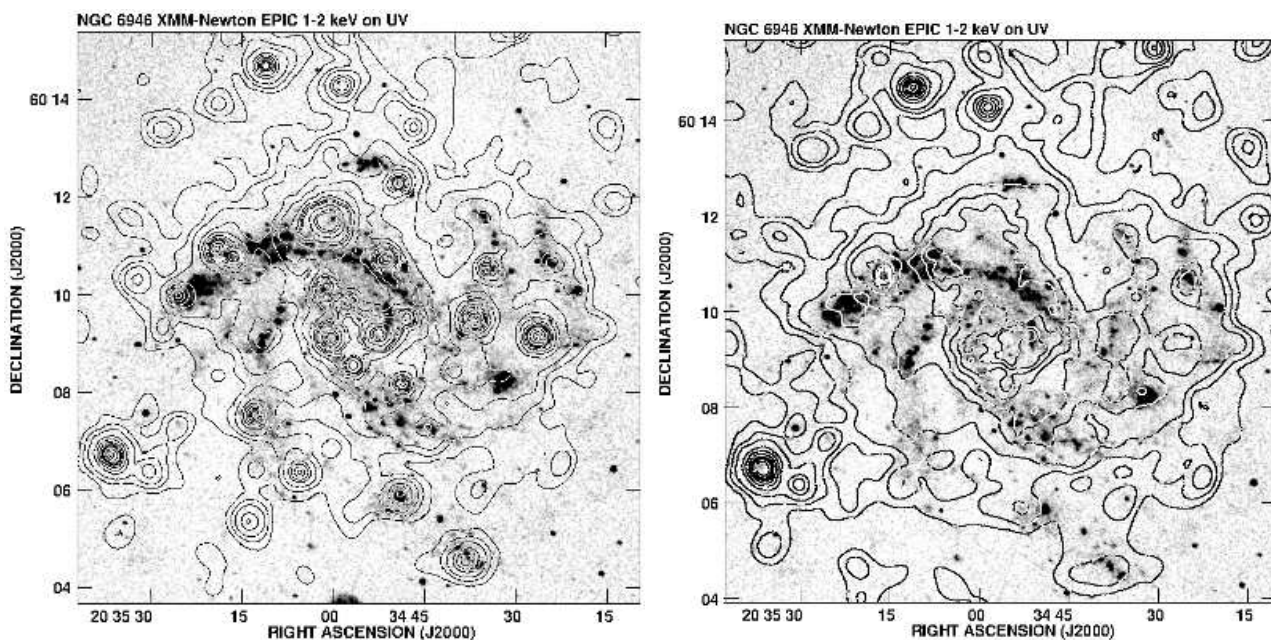 NGC 6946 XMM-Newton EPIC 1-2 keV on UV
60 14
12
10
08
06
04
DECLINATION (J2000)
20 35 30 15 00 34 45 30 15
RIGHT ASCENSION (J2000)
NGC 6946 XMM-Newton EPIC 1-2 keV on UV
60 14
12
10
08
06
04
DECLINATION (J2000)
20 35 30 15 00 34 45 30 15
RIGHT ASCENSION (J2000)